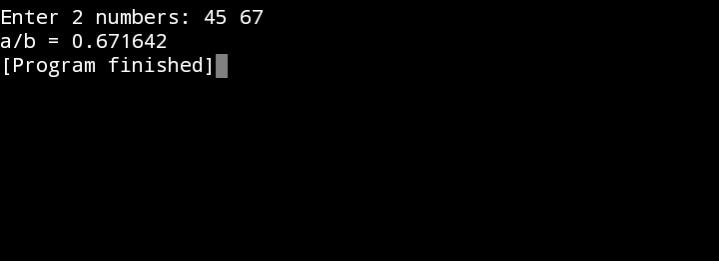 Enter 2 numbers: 45 67
a/b = 0.671642
[Program finished]